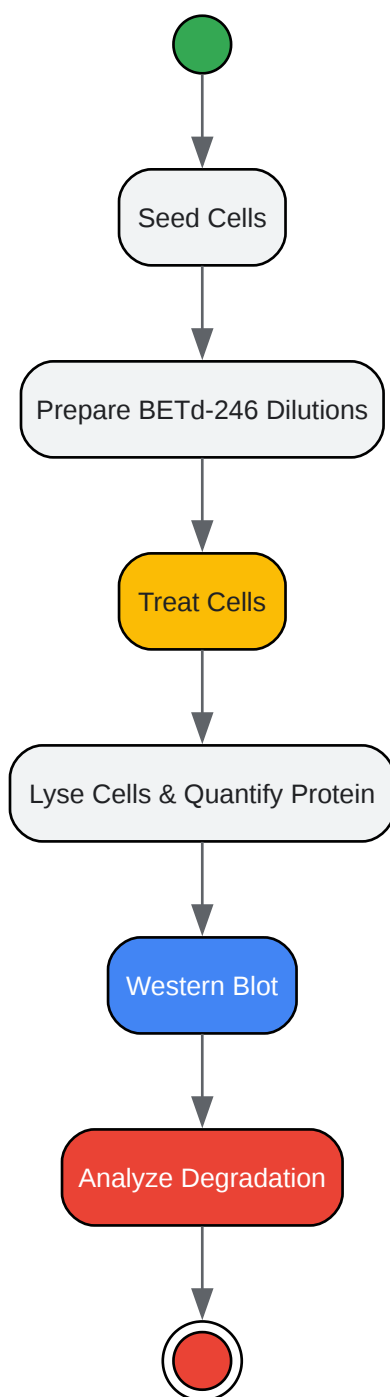 Seed Cells
Prepare BETd-246 Dilutions
Treat Cells
Lyse Cells & Quantify Protein
Western Blot
Analyze Degradation